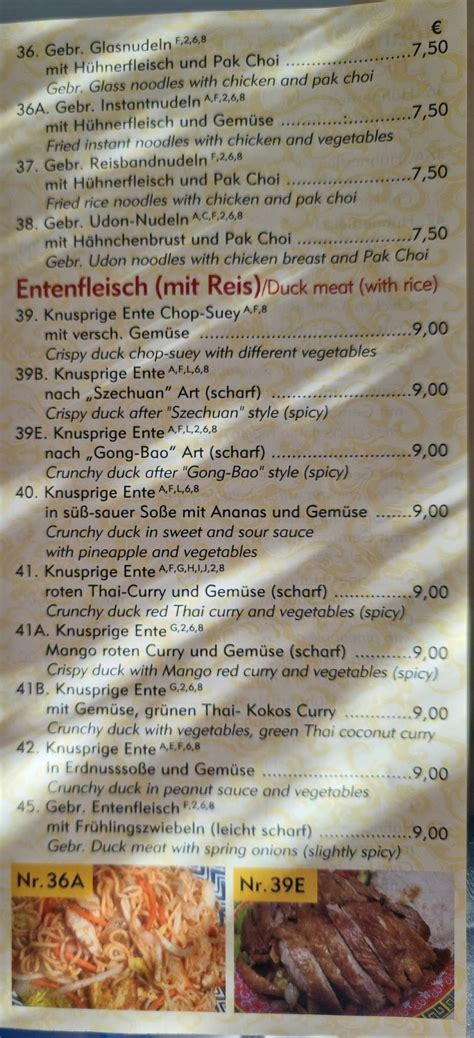 €
36. Gebr. Glasnudeln F,2,6,8
mit Hühnerfleisch und Pak Choi ................7,50
Gebr. Glass noodles with chicken and pak choi
36A. Gebr. Instantnudeln A,F,2,6,8
mit Hühnerfleisch und Gemüse ............:...........7,50
Fried instant noodles with chicken and vegetables
37. Gebr. Reisbandnudeln F,2,6,8
mit Hühnerfleisch und Pak Choi ......................7,50
Fried rice noodles with chicken and pak choi
38. Gebr. Udon-Nudeln A,C,F,2,6,8
mit Hähnchenbrust und Pak Choi ....................7,50
Gebr. Udon noodles with chicken breast and Pak Choi
Entenfleisch (mit Reis)/Duck meat (with rice)
39. Knusprige Ente Chop-Suey A,F,8
mit versch. Gemüse .......................................9,00
Crispy duck chop-suey with different vegetables
39B. Knusprige Ente A,F,L,6,8
nach „Szechuan" Art (scharf) ........................9,00
Crispy duck after "Szechuan" style (spicy)
39E. Knusprige Ente A,F,L,2,6,8
nach „Gong-Bao" Art (scharf) ........................9,00
Crunchy duck after "Gong-Bao" style (spicy)
40. Knusprige Ente A,F,L,6,8
in süß-sauer Soße mit Ananas und Gemüse .......9,00
Crunchy duck in sweet and sour sauce
with pineapple and vegetables
41. Knusprige Ente A,F,G,H,I,J,2,8
roten Thai-Curry und Gemüse (scharf) .............9,00
Crunchy duck red Thai curry and vegetables (spicy)
41A. Knusprige Ente G,2,6,8
Mango roten Curry und Gemüse (scharf) ..........9,00
Crispy duck with Mango red curry and vegetables (spicy)
41B. Knusprige Ente G,2,6,8
mit Gemüse, grünen Thai- Kokos Curry ............9,00
Crunchy duck with vegetables, green Thai coconut curry
42. Knusprige Ente A,E,F,6,8
in Erdnusssoße und Gemüse ..........................9,00
Crunchy duck in peanut sauce and vegetables
45. Gebr. Entenfleisch F,2,6,8
mit Frühlingszwiebeln (leicht scharf) .................9,00
Gebr. Duck meat with spring onions (slightly spicy)
Nr.36A
Nr.39E